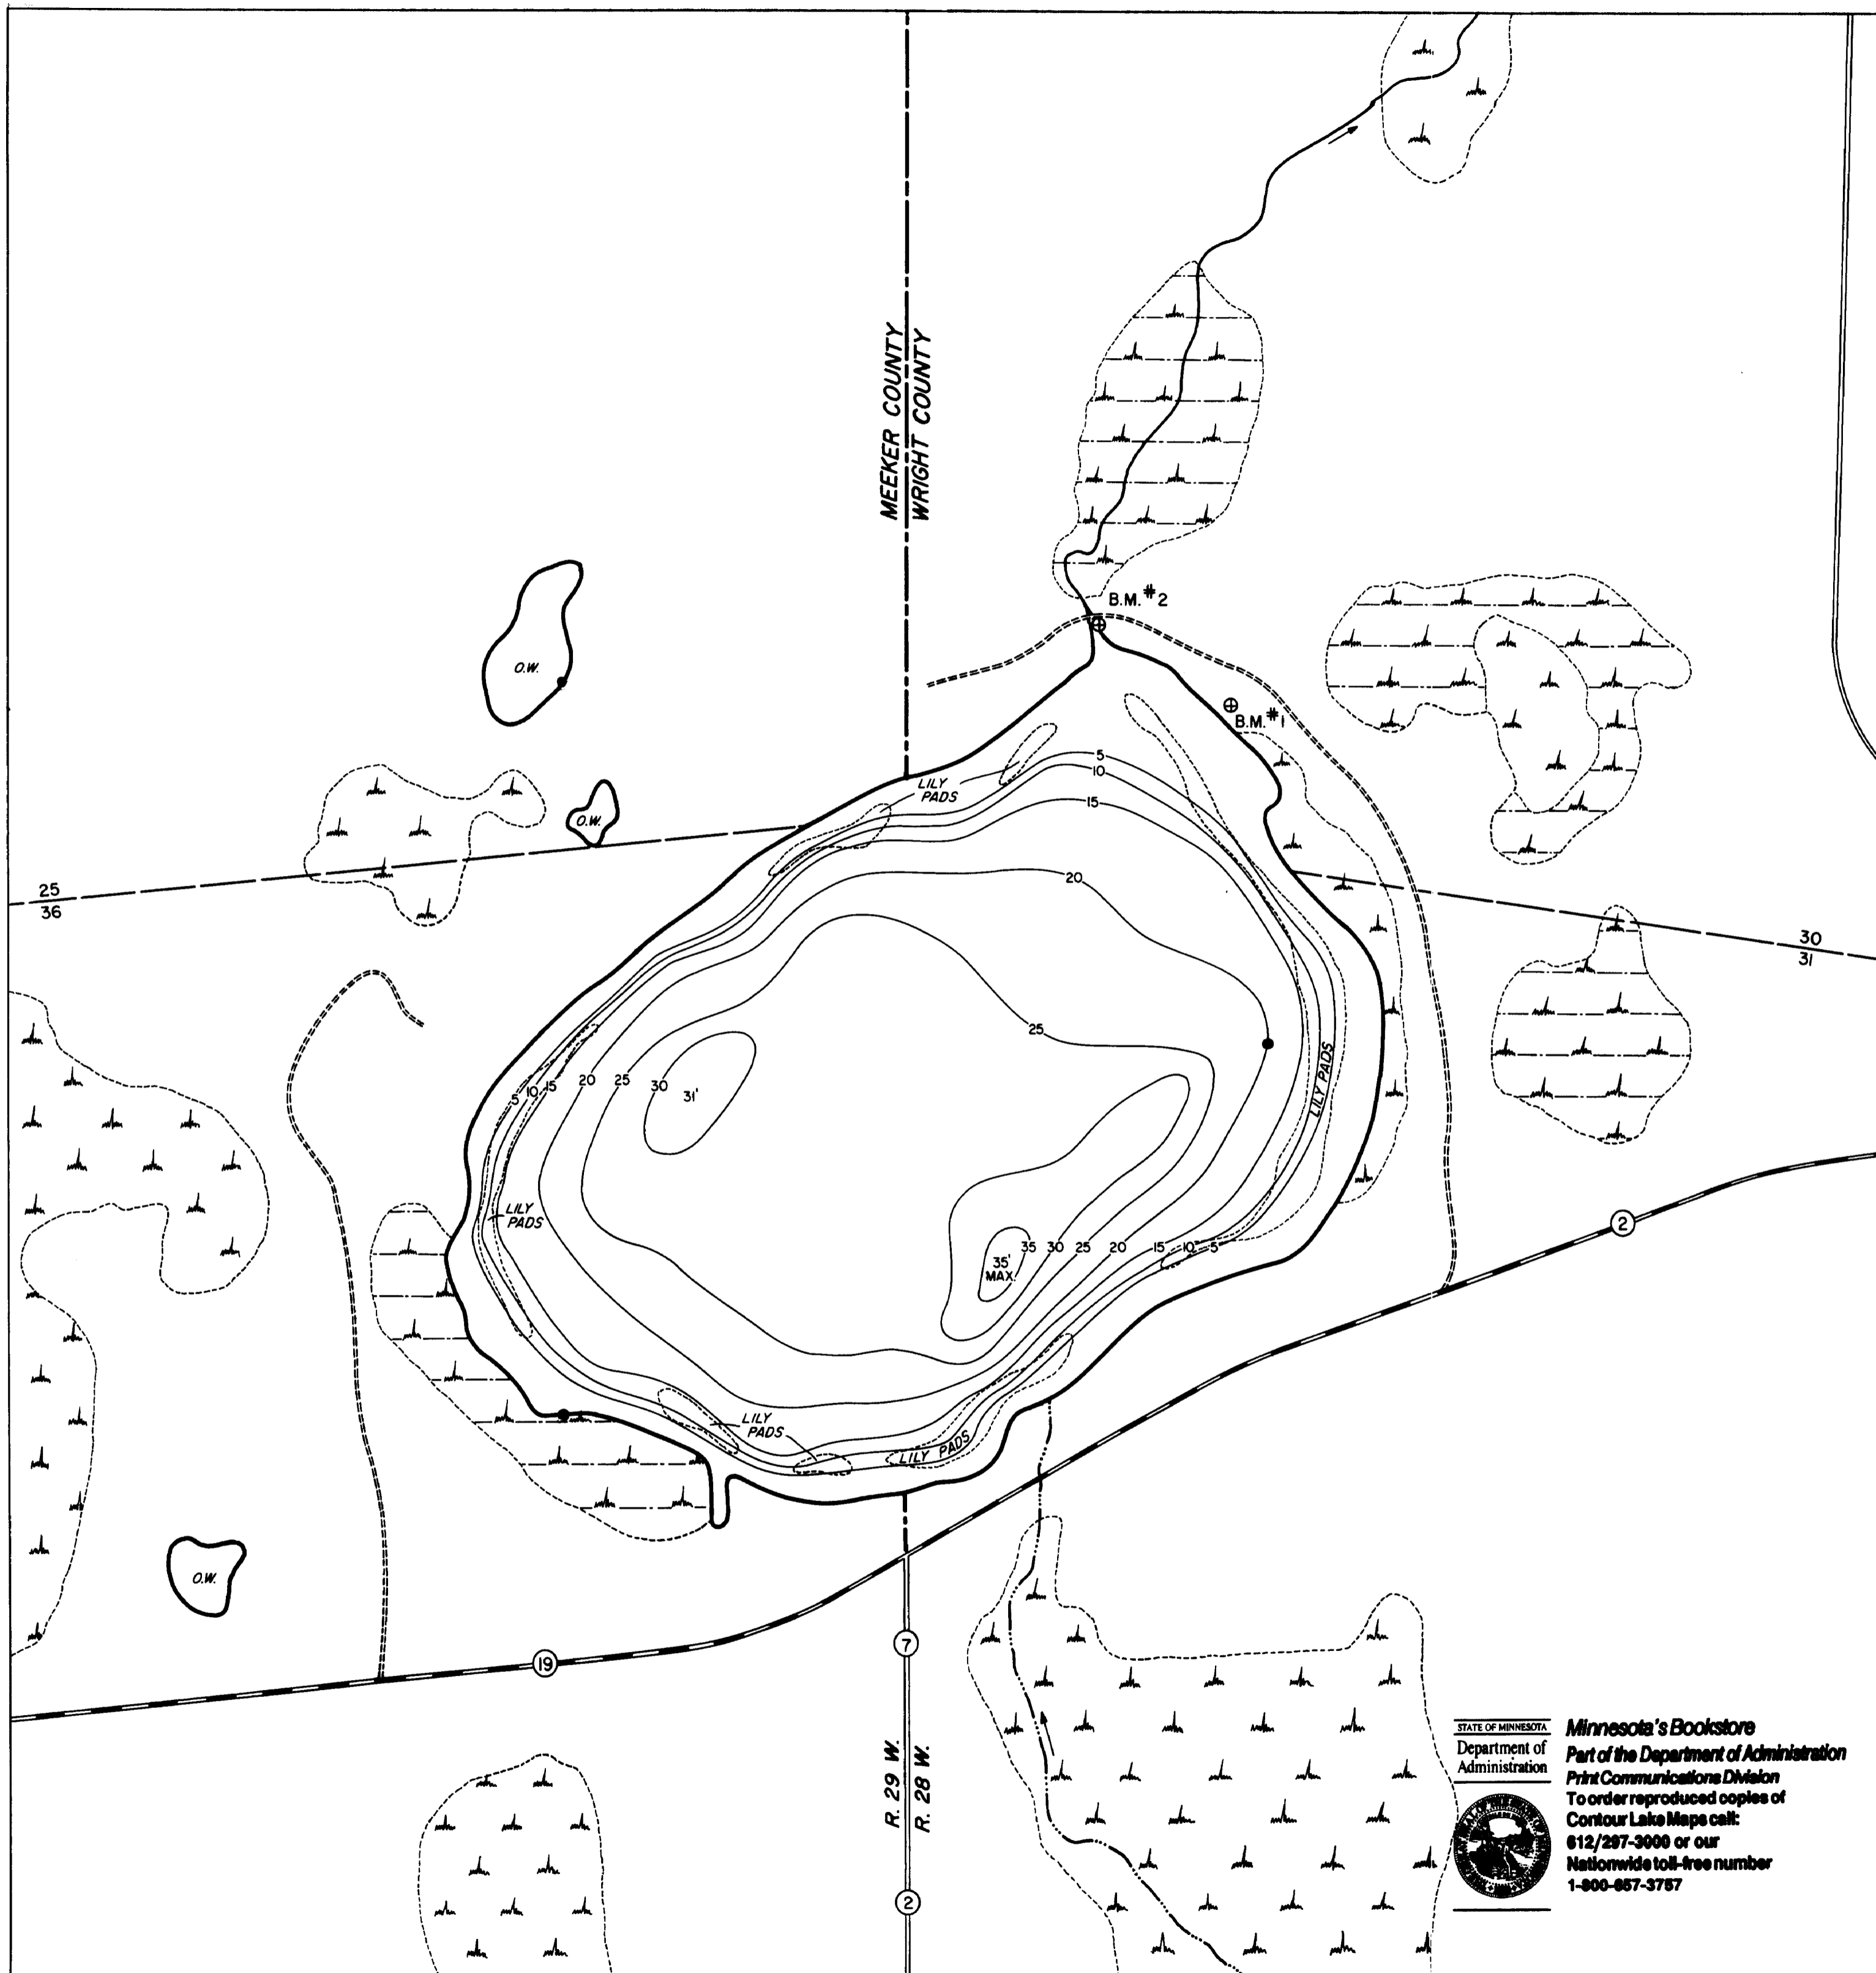 MEEKER COUNTY
WRIGHT COUNTY
B.M. #2
O.W.
B.M. #1
LILY
PADS
5
10
15
O.W.
20
25
36
30
31
25
5
10
15
20
25
30
31'
LILY PADS
LILY
PADS
2
35'
MAX.
35
30
25
20
15
10
5
LILY
PADS
LILY PADS
O.W.
7
19
R. 29 W.
R. 28 W.
2
STATE OF MINNESOTA
Department of
Administration
Minnesota's Bookstore
Part of the Department of Administration
Print Communications Division
To order reproduced copies of
Contour Lake Maps call:
612/297-3000 or our
Nationwide toll-free number
1-800-657-3757